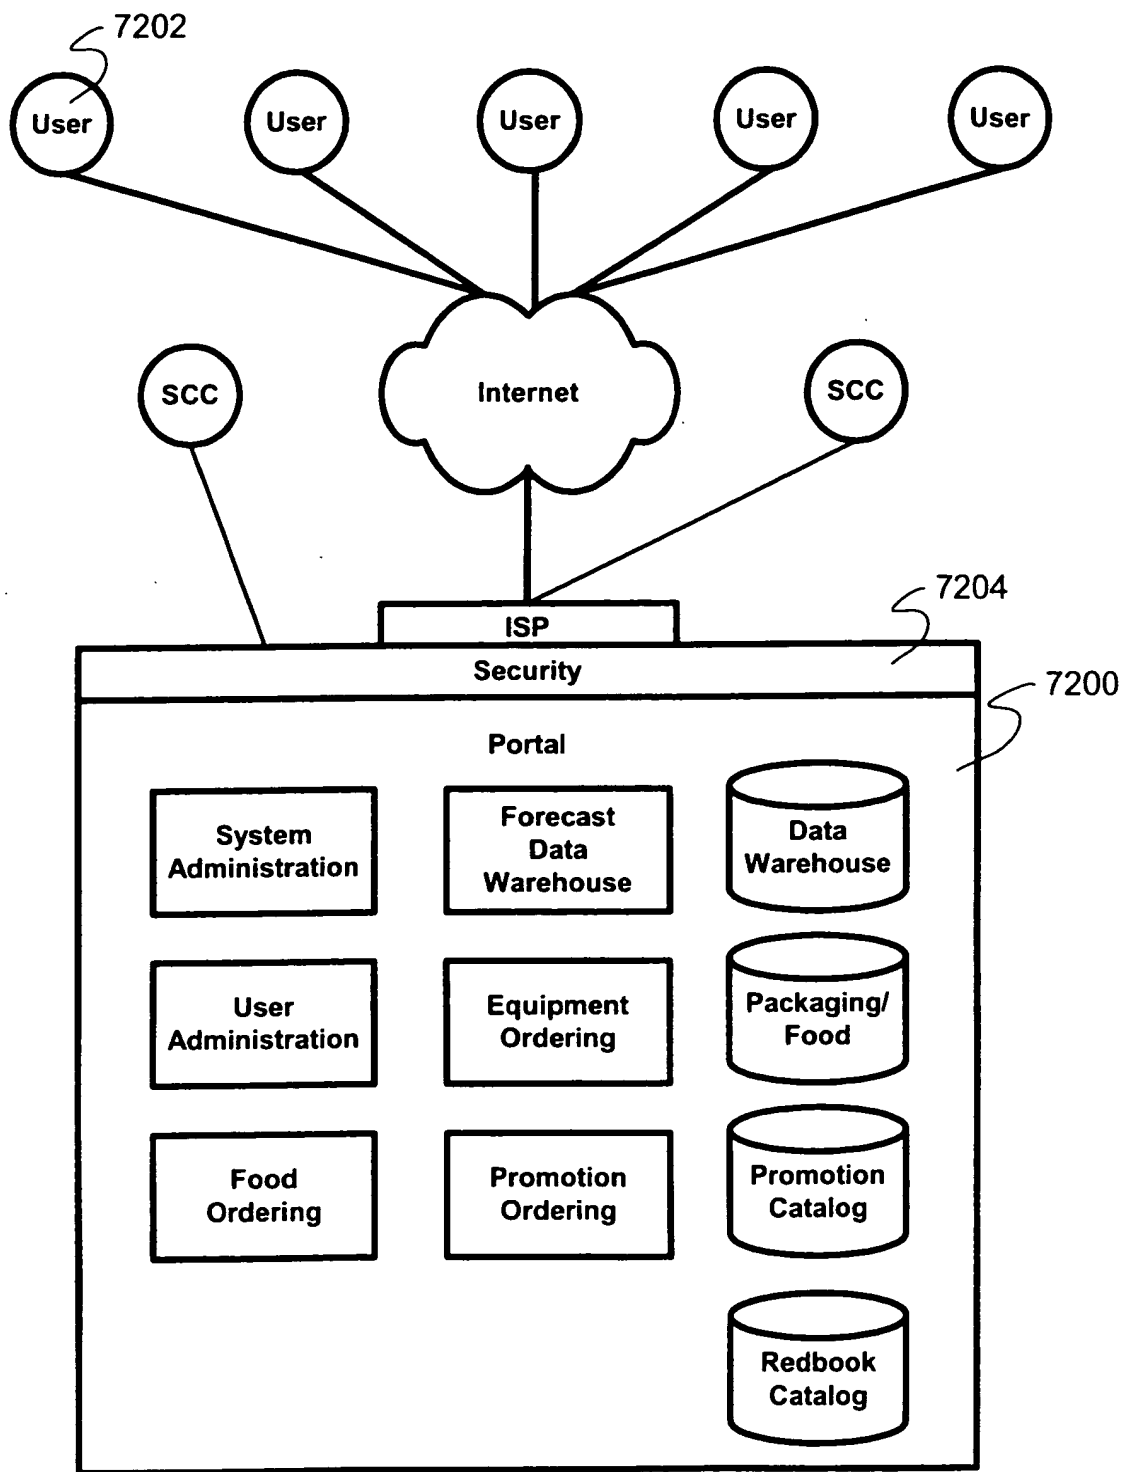 7202
User
User
User
User
User
Internet
SCC
SCC
7204
ISP
Security
7200
Portal
System
Administration
Forecast
Data
Warehouse
Data
Warehouse
User
Administration
Equipment
Ordering
Packaging/
Food
Food
Ordering
Promotion
Ordering
Promotion
Catalog
Redbook
Catalog